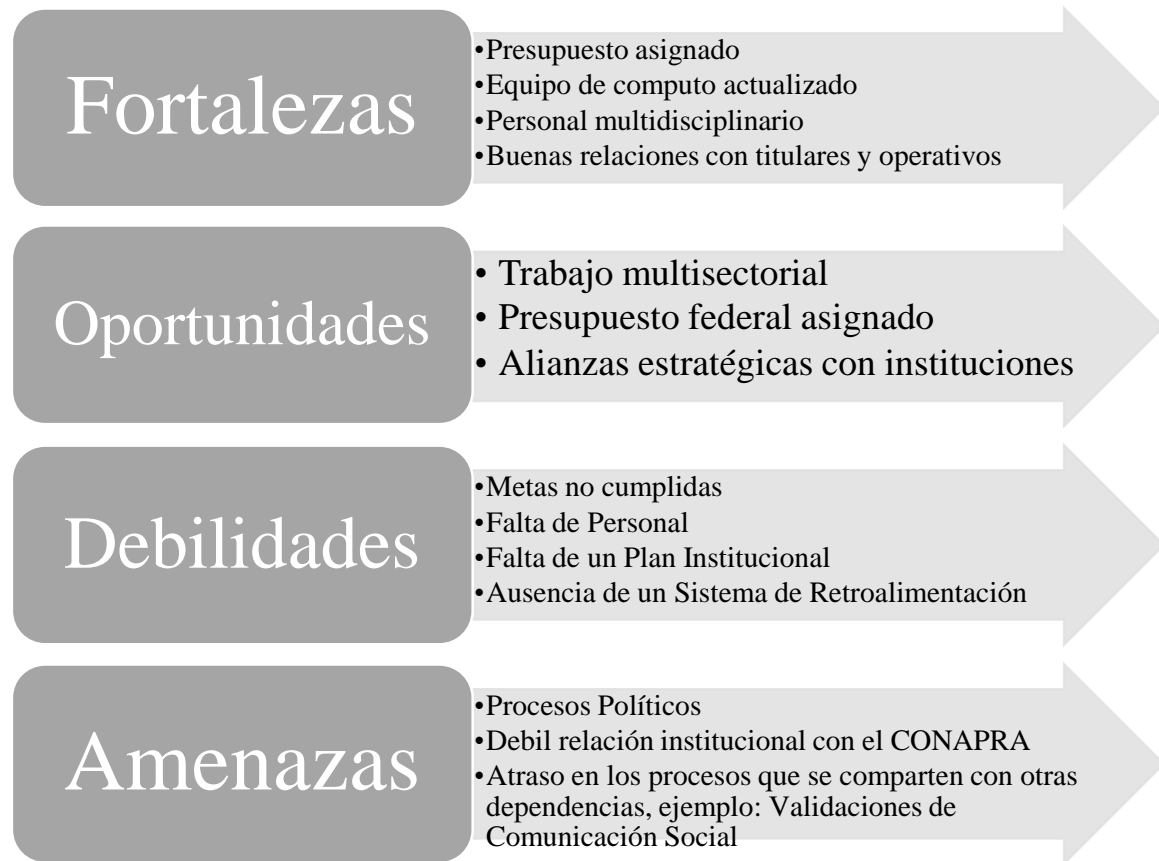 Fortalezas
•Presupuesto asignado
•Equipo de computo actualizado
•Personal multidisciplinario
•Buenas relaciones con titulares y operativos
Oportunidades
• Trabajo multisectorial
• Presupuesto federal asignado
• Alianzas estratégicas con instituciones
Debilidades
•Metas no cumplidas
•Falta de Personal
•Falta de un Plan Institucional
•Ausencia de un Sistema de Retroalimentación
Amenazas
•Procesos Políticos
•Debil relación institucional con el CONAPRA
•Atraso en los procesos que se comparten con otras
dependencias, ejemplo: Validaciones de
Comunicación Social